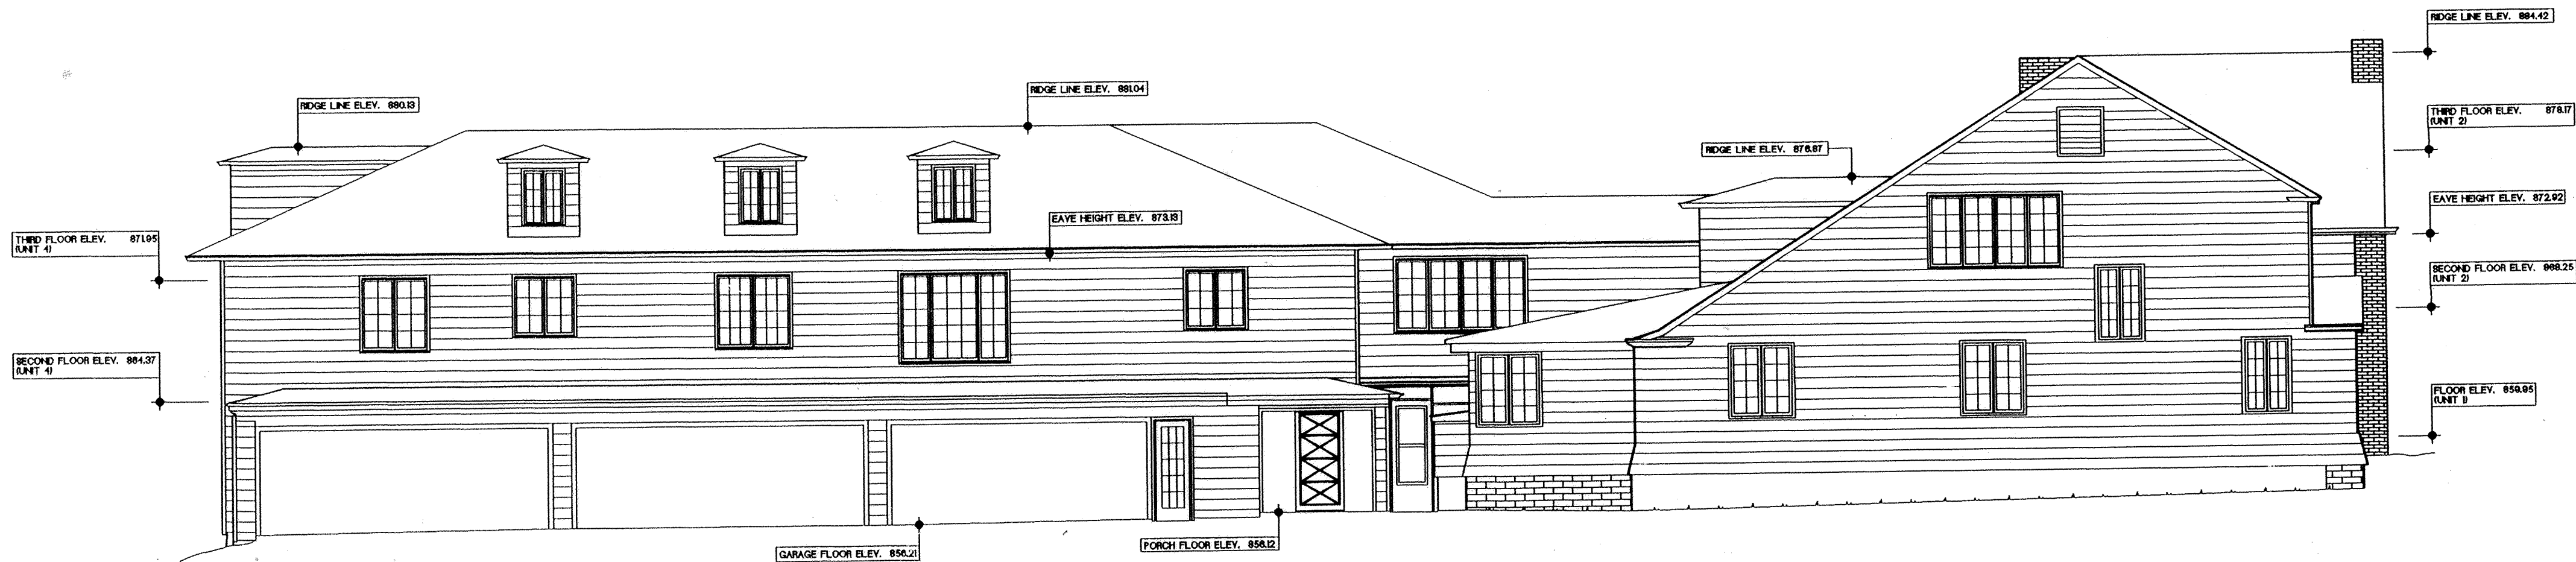 RIDGE LINE ELEV. 884.42
RIDGE LINE ELEV. 880.13
RIDGE LINE ELEV. 881.04
THIRD FLOOR ELEV. 878.17
(UNIT 2)
RIDGE LINE ELEV. 876.87
EAVE HEIGHT ELEV. 872.92
EAVE HEIGHT ELEV. 873.13
THIRD FLOOR ELEV. 871.95
(UNIT 4)
SECOND FLOOR ELEV. 868.25
(UNIT 2)
SECOND FLOOR ELEV. 864.37
(UNIT 4)
FLOOR ELEV. 859.95
(UNIT 1)
GARAGE FLOOR ELEV. 856.21
PORCH FLOOR ELEV. 856.12